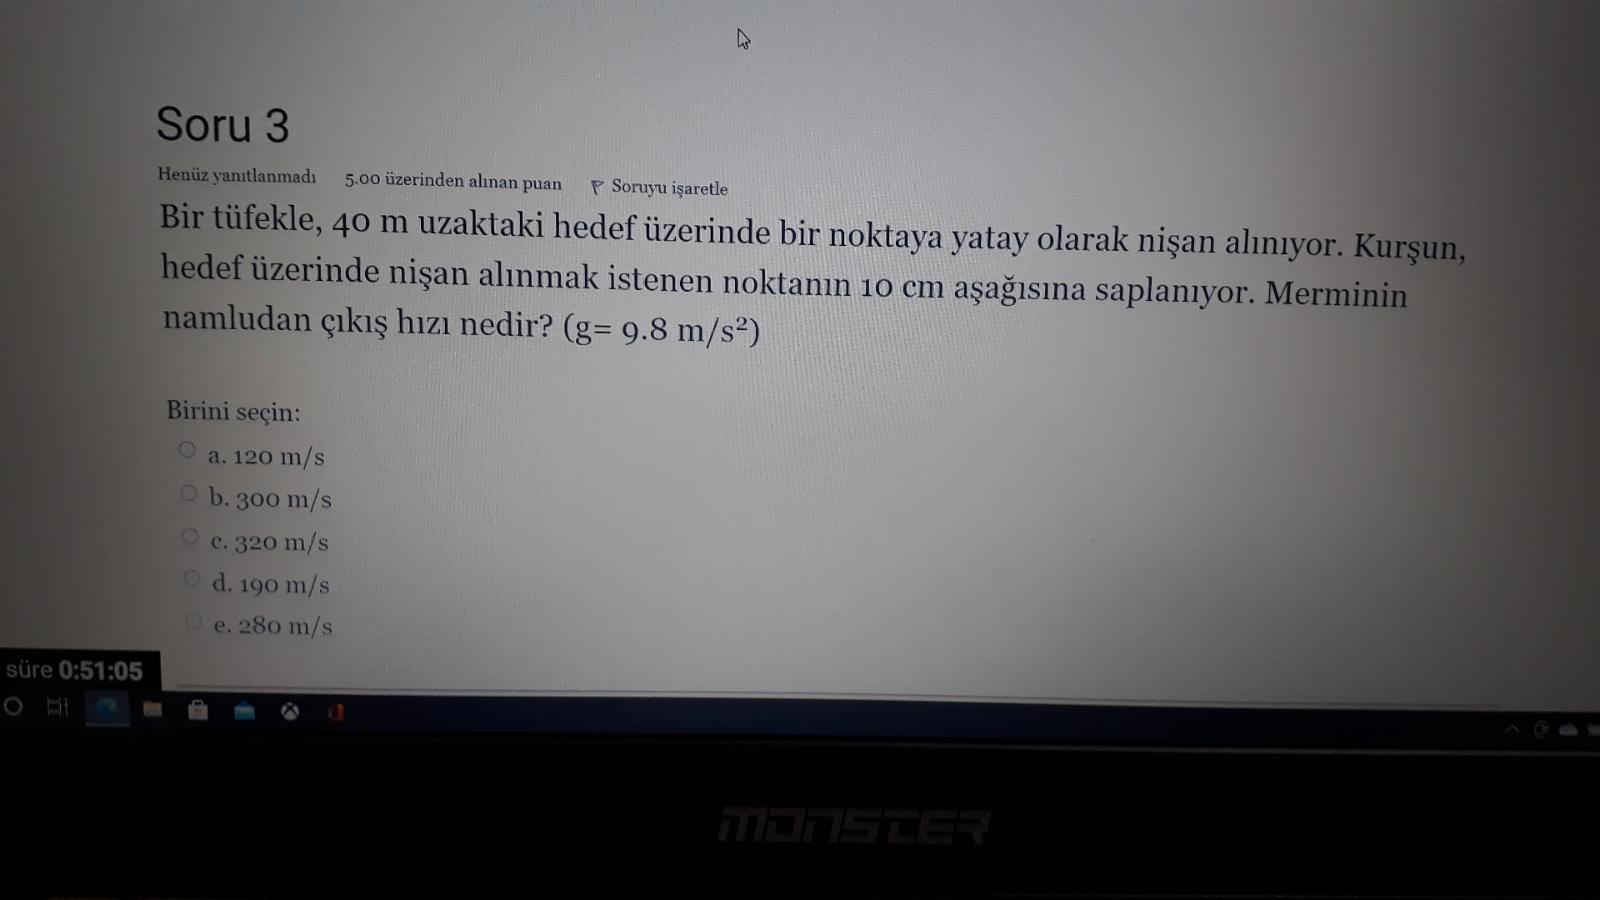 Soru 3
Henüz yanıtlanmadı 5.00 üzerinden alınan puan Soruyu işaretle
Bir tüfekle, 40 m uzaktaki hedef üzerinde bir noktaya yatay olarak nişan alınıyor. Kurşun,
hedef üzerinde nişan alınmak istenen noktanın 10 cm aşağısına saplanıyor. Merminin
namludan çıkış hızı nedir? (g= 9.8 m/s²)
Birini seçin:
a. 120 m/s
b. 300 m/s
c. 320 m/s
d. 190 m/s
e. 280 m/s
süre 0:51:05
MONSTER